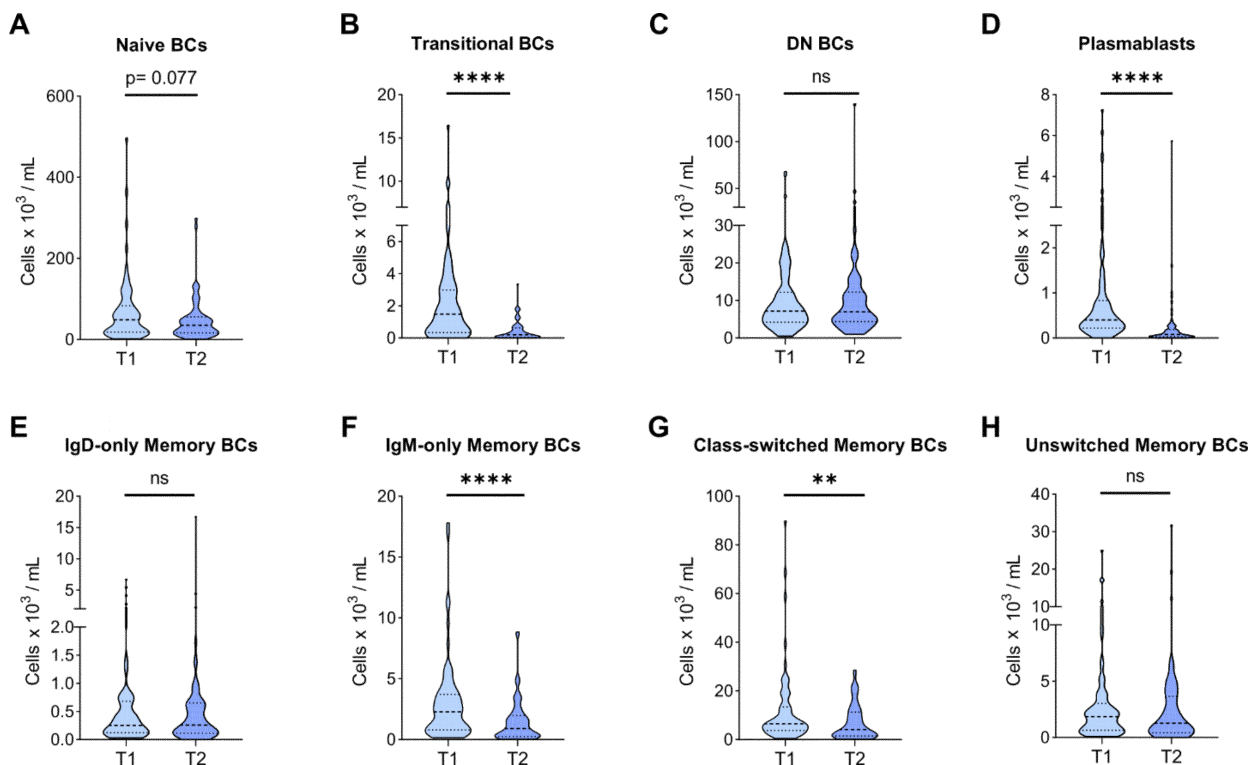 A
Naive BCs
p= 0.077
Cells x 10³ / mL
600
400
200
0
T1 T2
B
Transitional BCs
****
Cells x 10³ / mL
20
15
10
5
6
4
2
0
T1 T2
C
DN BCs
ns
Cells x 10³ / mL
150
100
50
30
20
10
0
T1 T2
D
Plasmablasts
****
Cells x 10³ / mL
8
6
4
2
1
0
T1 T2
E
IgD-only Memory BCs
ns
Cells x 10³ / mL
20
15
10
5
2.0
1.5
1.0
0.5
0.0
T1 T2
F
IgM-only Memory BCs
****
Cells x 10³ / mL
20
15
10
5
0
T1 T2
G
Class-switched Memory BCs
**
Cells x 10³ / mL
100
80
60
40
20
0
T1 T2
H
Unswitched Memory BCs
ns
Cells x 10³ / mL
40
30
20
10
10
5
0
T1 T2